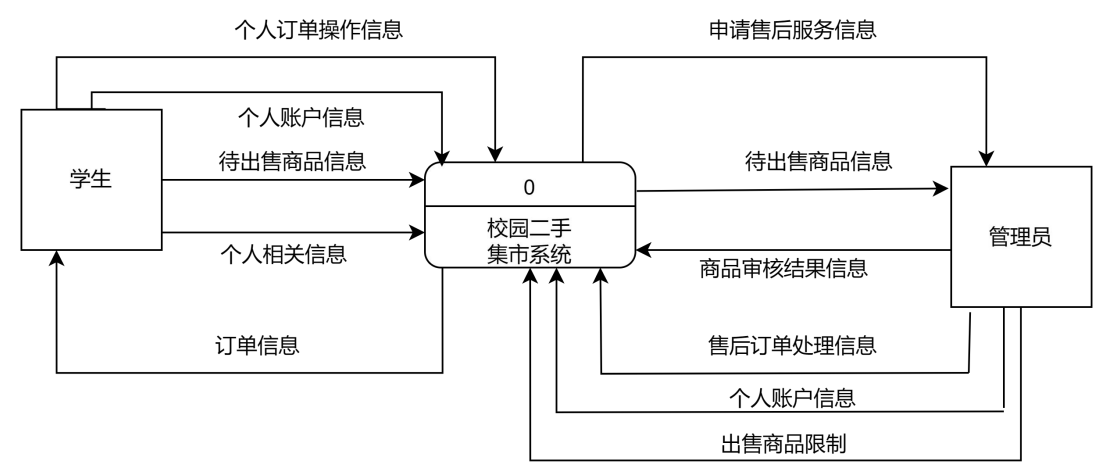 个人订单操作信息
申请售后服务信息
个人账户信息
待出售商品信息
待出售商品信息
学生
0
校园二手
集市系统
管理员
个人相关信息
商品审核结果信息
订单信息
售后订单处理信息
个人账户信息
出售商品限制